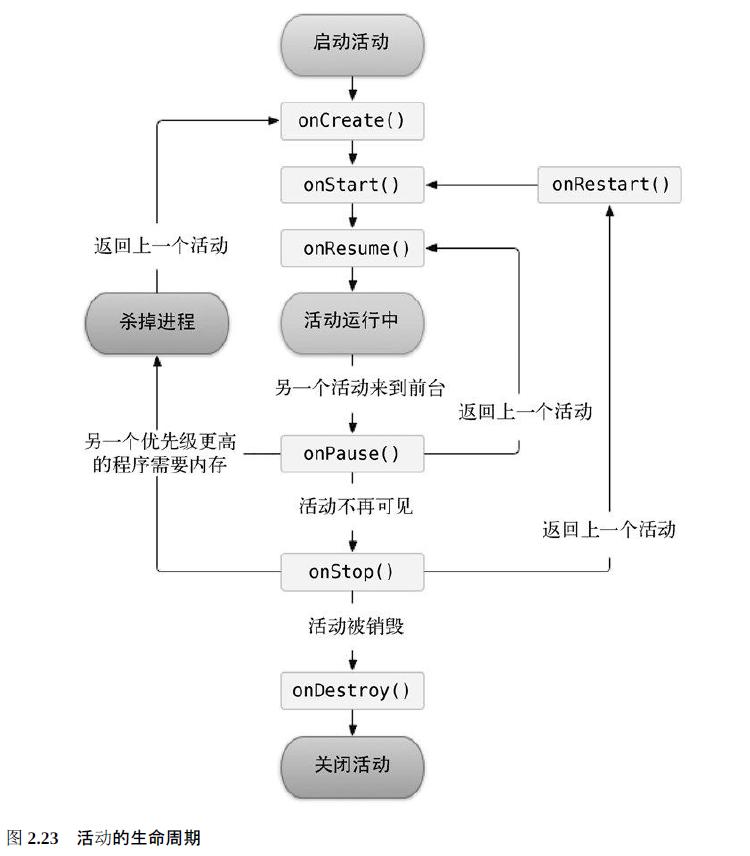 启动活动
onCreate()
onStart()
onRestart()
返回上一个活动
onResume()
杀掉进程
活动运行中
另一个活动来到前台
返回上一个活动
另一个优先级更高
的程序需要内存
onPause()
活动不再可见
返回上一个活动
onStop()
活动被销毁
onDestroy()
关闭活动
图 2.23 活动的生命周期